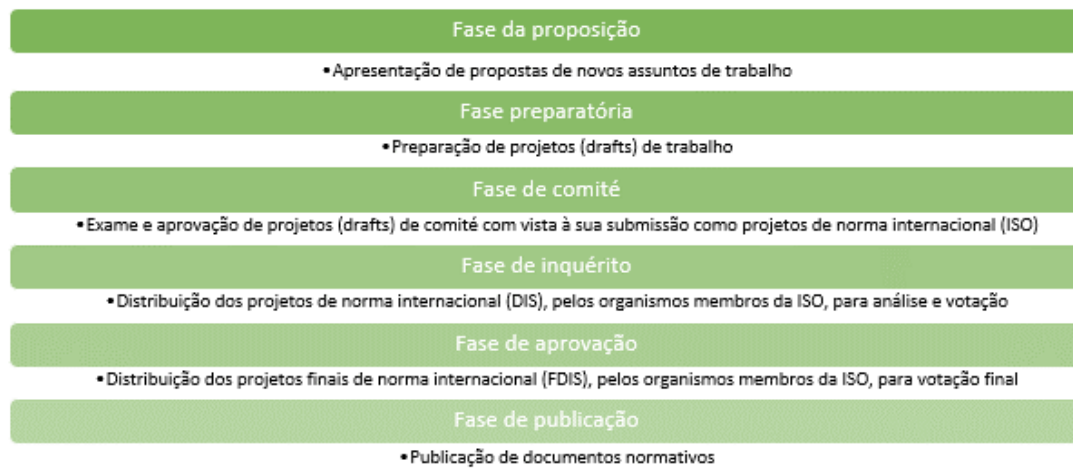 Fase da proposição
•Apresentação de propostas de novos assuntos de trabalho
Fase preparatória
•Preparação de projetos (drafts) de trabalho
Fase de comité
•Exame e aprovação de projetos (drafts) de comité com vista à sua submissão como projetos de norma internacional (ISO)
Fase de inquérito
•Distribuição dos projetos de norma internacional (DIS), pelos organismos membros da ISO, para análise e votação
Fase de aprovação
•Distribuição dos projetos finais de norma internacional (FDIS), pelos organismos membros da ISO, para votação final
Fase de publicação
•Publicação de documentos normativos